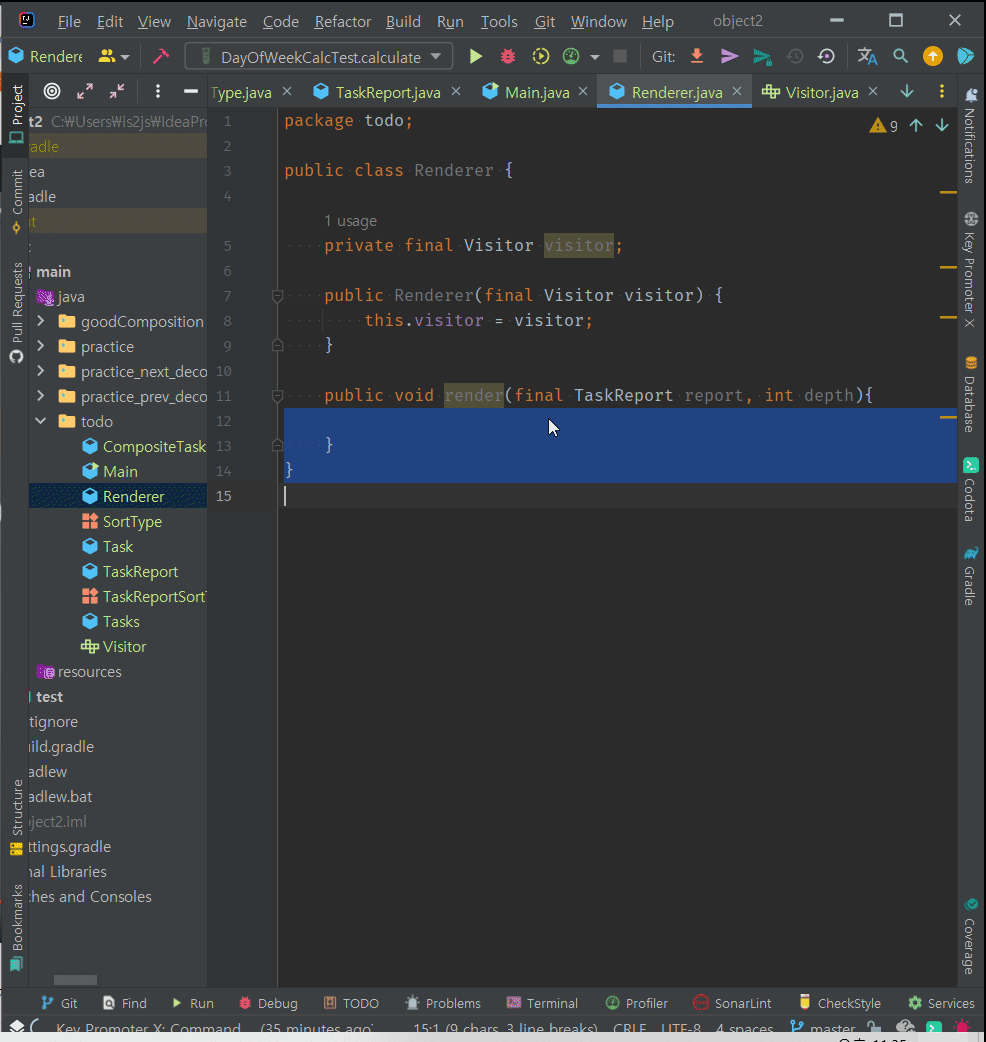 File Edit View Navigate Code Refactor Build Run Tools Git Window Help object2
Rendere DayOfWeekCalcTest.calculate Git:
Type.java TaskReport.java Main.java Renderer.java Visitor.java
Project
Commit
Pull Requests
Structure
Bookmarks
t2 C:\Users\is2js\IdeaPro
adle
ea
adle
t
main
java
goodComposition
practice
practice_next_deco
practice_prev_deco
todo
CompositeTask
Main
Renderer
SortType
Task
TaskReport
TaskReportSortT
Tasks
Visitor
resources
test
tignore
ild.gradle
adlew
adlew.bat
ject2.iml
ttings.gradle
nal Libraries
ches and Consoles
9
1 package todo;
2
3 public class Renderer {
4
1 usage
5 private final Visitor visitor;
6
7 public Renderer(final Visitor visitor) {
8 this.visitor = visitor;
9 }
10
11 public void render(final TaskReport report, int depth){
12
13 }
14 }
15
Notifications
Key Promoter X
Database
Codota
Gradle
Coverage
Git Find Run Debug TODO Problems Terminal Profiler SonarLint CheckStyle Services
Key Promoter X: Command (35 minutes ago) 15:1 (9 chars, 3 line breaks) CRLF UTF-8 4 spaces master